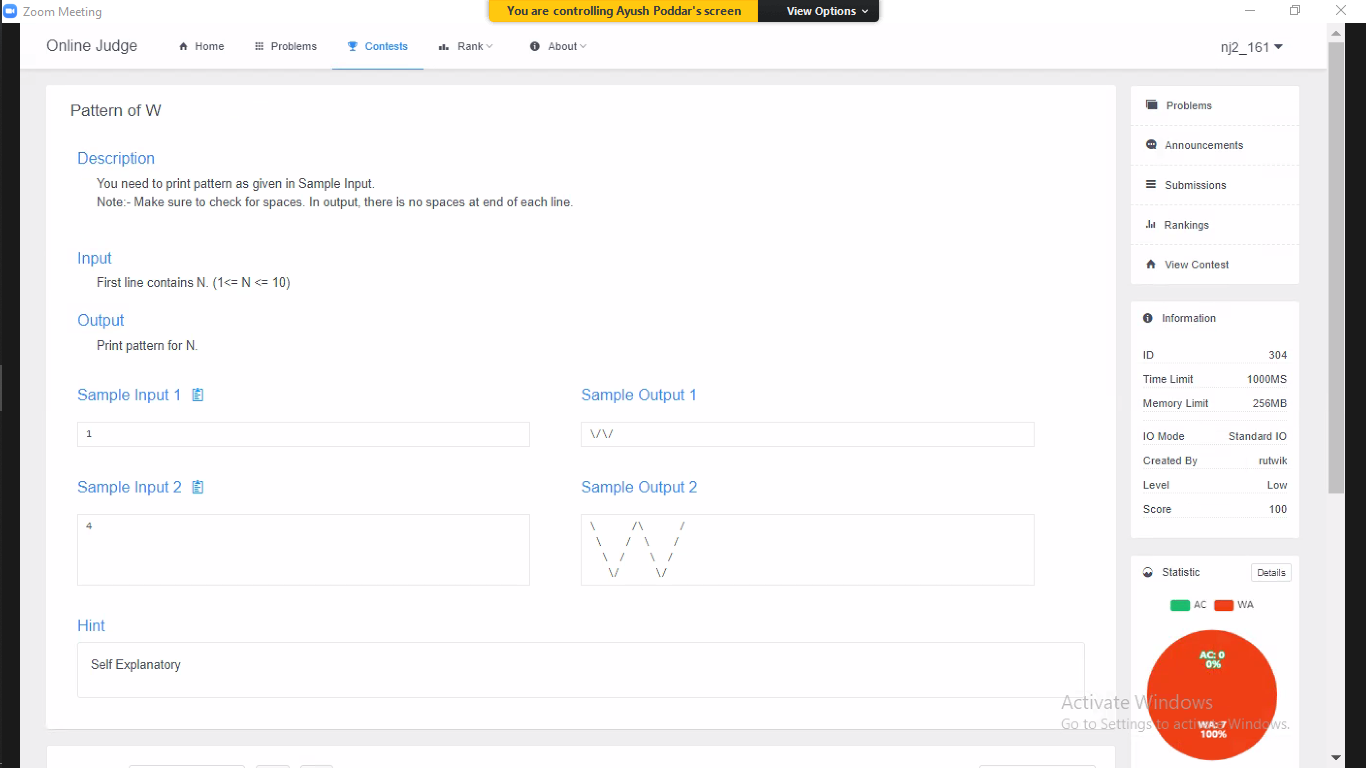 Zoom Meeting
You are controlling Ayush Poddar's screen
View Options
Online Judge
Home
Problems
Contests
Rank
About
nj2_161
Pattern of W
Description
You need to print pattern as given in Sample Input.
Note:- Make sure to check for spaces. In output, there is no spaces at end of each line.
Input
First line contains N. (1<= N <= 10)
Output
Print pattern for N.
Sample Input 1
Sample Output 1
1
\/\/
Sample Input 2
Sample Output 2
4
\      /\      /
 \    /  \    /
  \  /    \  /
   \/      \/
Hint
Self Explanatory
Problems
Announcements
Submissions
Rankings
View Contest
Information
ID 304
Time Limit 1000MS
Memory Limit 256MB
IO Mode Standard IO
Created By rutwik
Level Low
Score 100
Statistic
Details
AC WA
AC: 0
0%
WA: 7
100%
Activate Windows
Go to Settings to activate Windows.